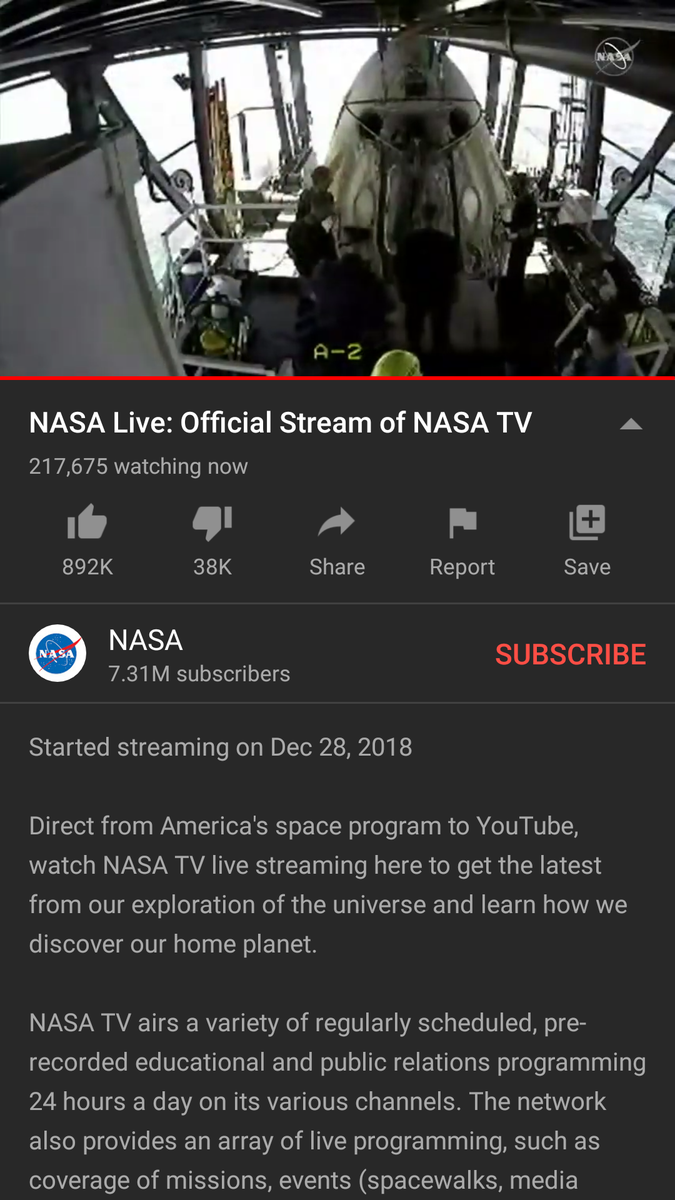 NASA
A-2
NASA Live: Official Stream of NASA TV
217,675 watching now
892K
38K
Share
Report
Save
NASA
NASA
7.31M subscribers
SUBSCRIBE
Started streaming on Dec 28, 2018
Direct from America's space program to YouTube,
watch NASA TV live streaming here to get the latest
from our exploration of the universe and learn how we
discover our home planet.
NASA TV airs a variety of regularly scheduled, pre-
recorded educational and public relations programming
24 hours a day on its various channels. The network
also provides an array of live programming, such as
coverage of missions, events (spacewalks, media